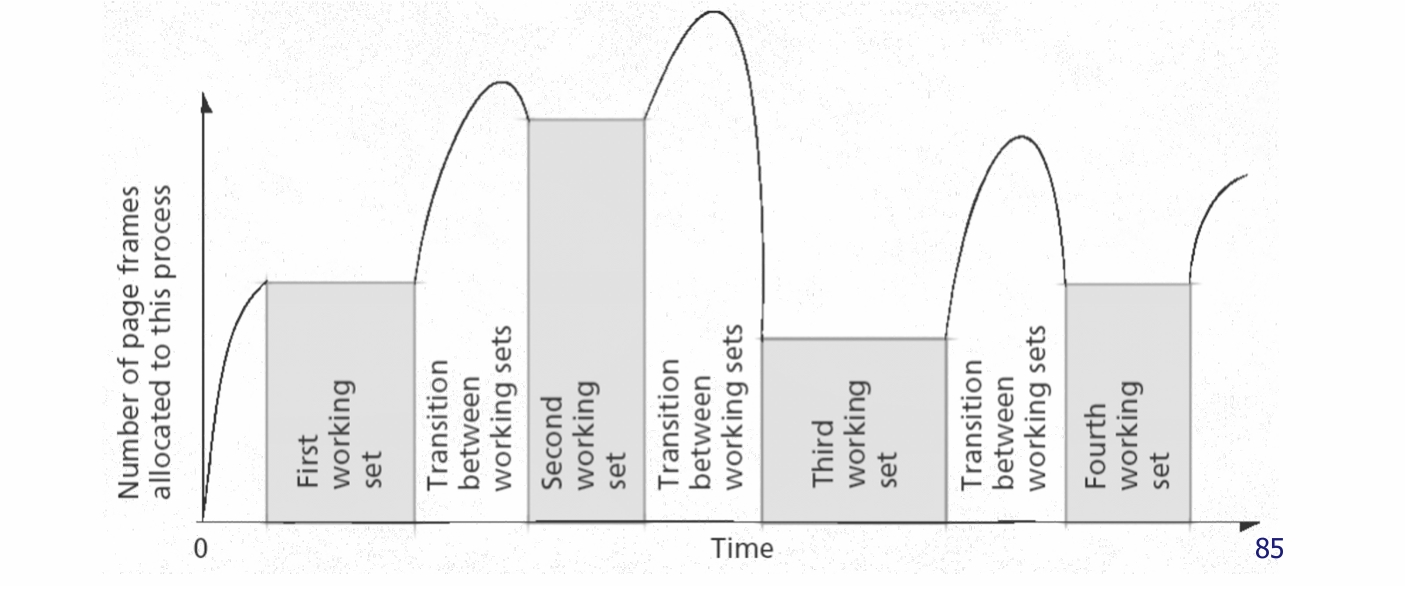 Number of page frames
allocated to this process
First
working
set
Transition
between
working sets
Second
working
set
Transition
between
working sets
Third
working
set
Transition
between
working sets
Fourth
working
set
0
Time
85